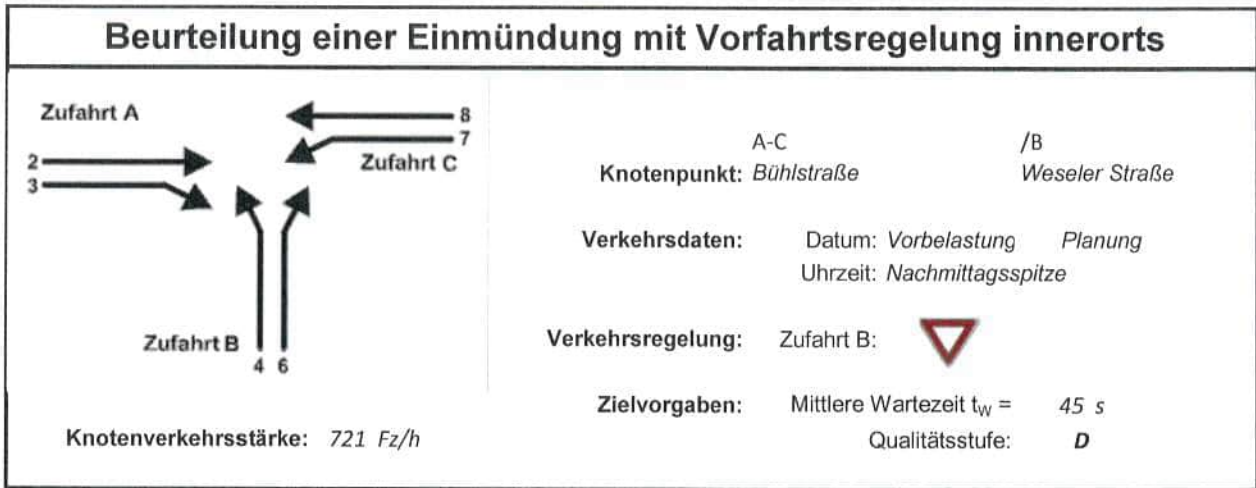 Beurteilung einer Einmündung mit Vorfahrtsregelung innerorts
Zufahrt A
8
7
Zufahrt C
2
3
Zufahrt B
4 6
Knotenverkehrsstärke: 721 Fz/h
A-C /B
Knotenpunkt: Bühlstraße Weseler Straße
Verkehrsdaten: Datum: Vorbelastung Planung
Uhrzeit: Nachmittagsspitze
Verkehrsregelung: Zufahrt B:
Zielvorgaben: Mittlere Wartezeit tW = 45 s
Qualitätsstufe: D